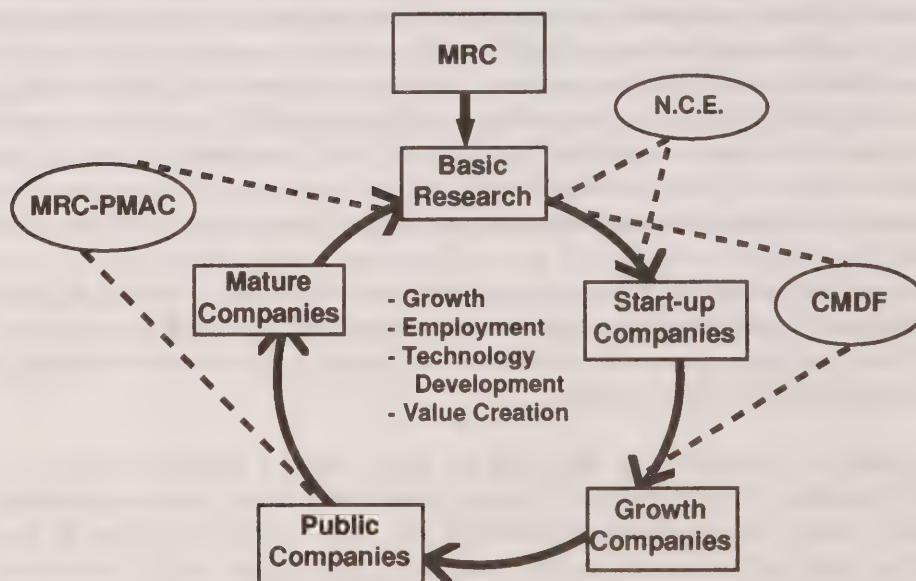 MRC
N.C.E.
Basic
Research
MRC-PMAC
Mature
Companies
- Growth
- Employment
- Technology
Development
- Value Creation
Start-up
Companies
CMDF
Public
Companies
Growth
Companies